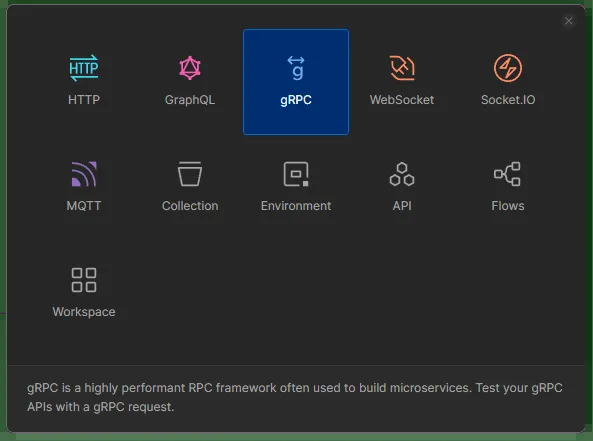 HTTP
HTTP
GraphQL
g
gRPC
WebSocket
Socket.IO
MQTT
Collection
Environment
API
Flows
Workspace
gRPC is a highly performant RPC framework often used to build microservices. Test your gRPC
APIs with a gRPC request.